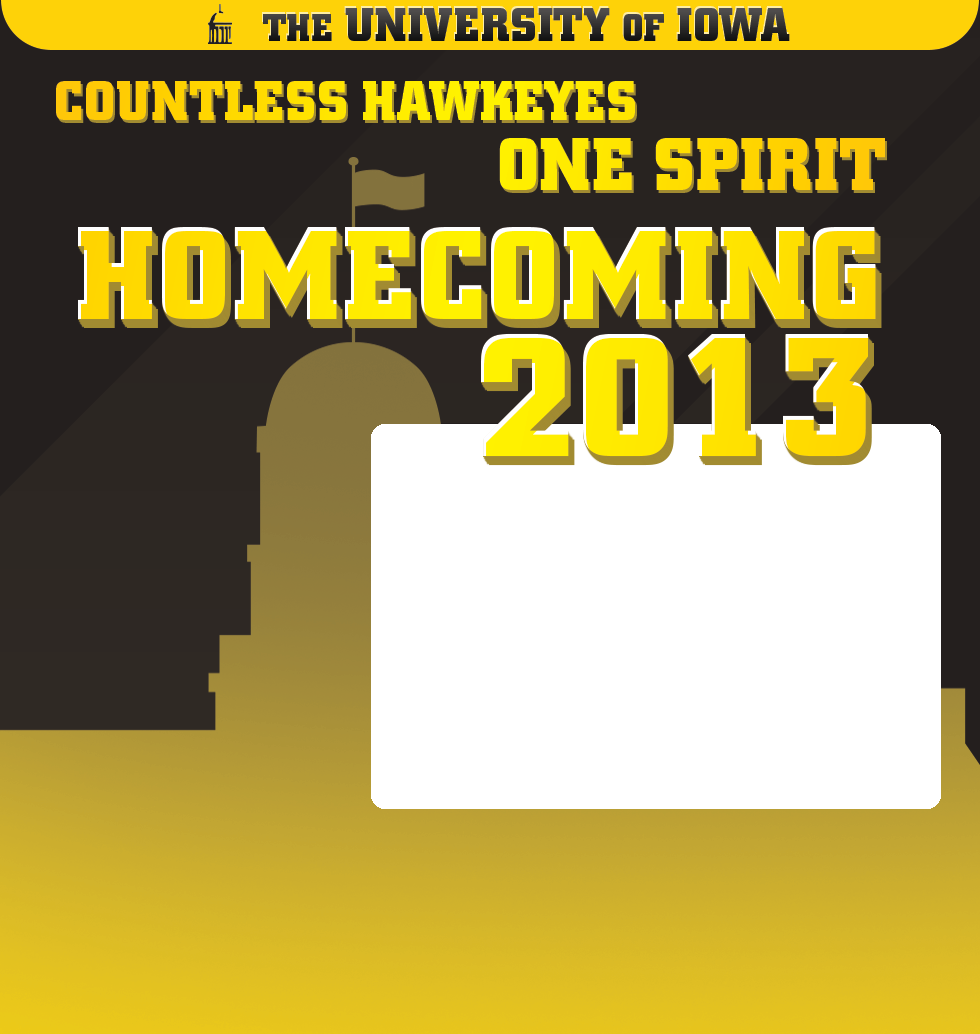 THE UNIVERSITY OF IOWA
COUNTLESS HAWKEYES
ONE SPIRIT
HOMECOMING
2013